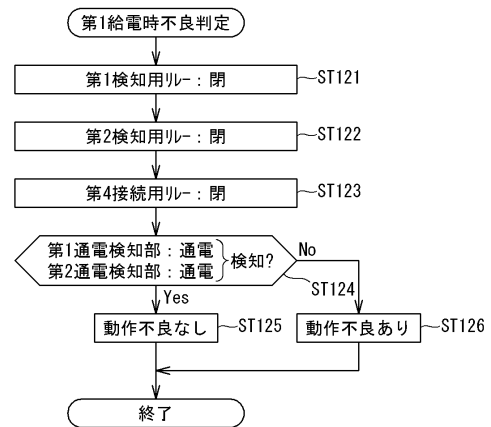 第1給電時不良判定
第1検知用リレー：閉
ST121
第2検知用リレー：閉
ST122
第4接続用リレー：閉
ST123
第1通電検知部：通電
第2通電検知部：通電
検知?
No
ST124
Yes
動作不良なし
ST125
動作不良あり
ST126
終了